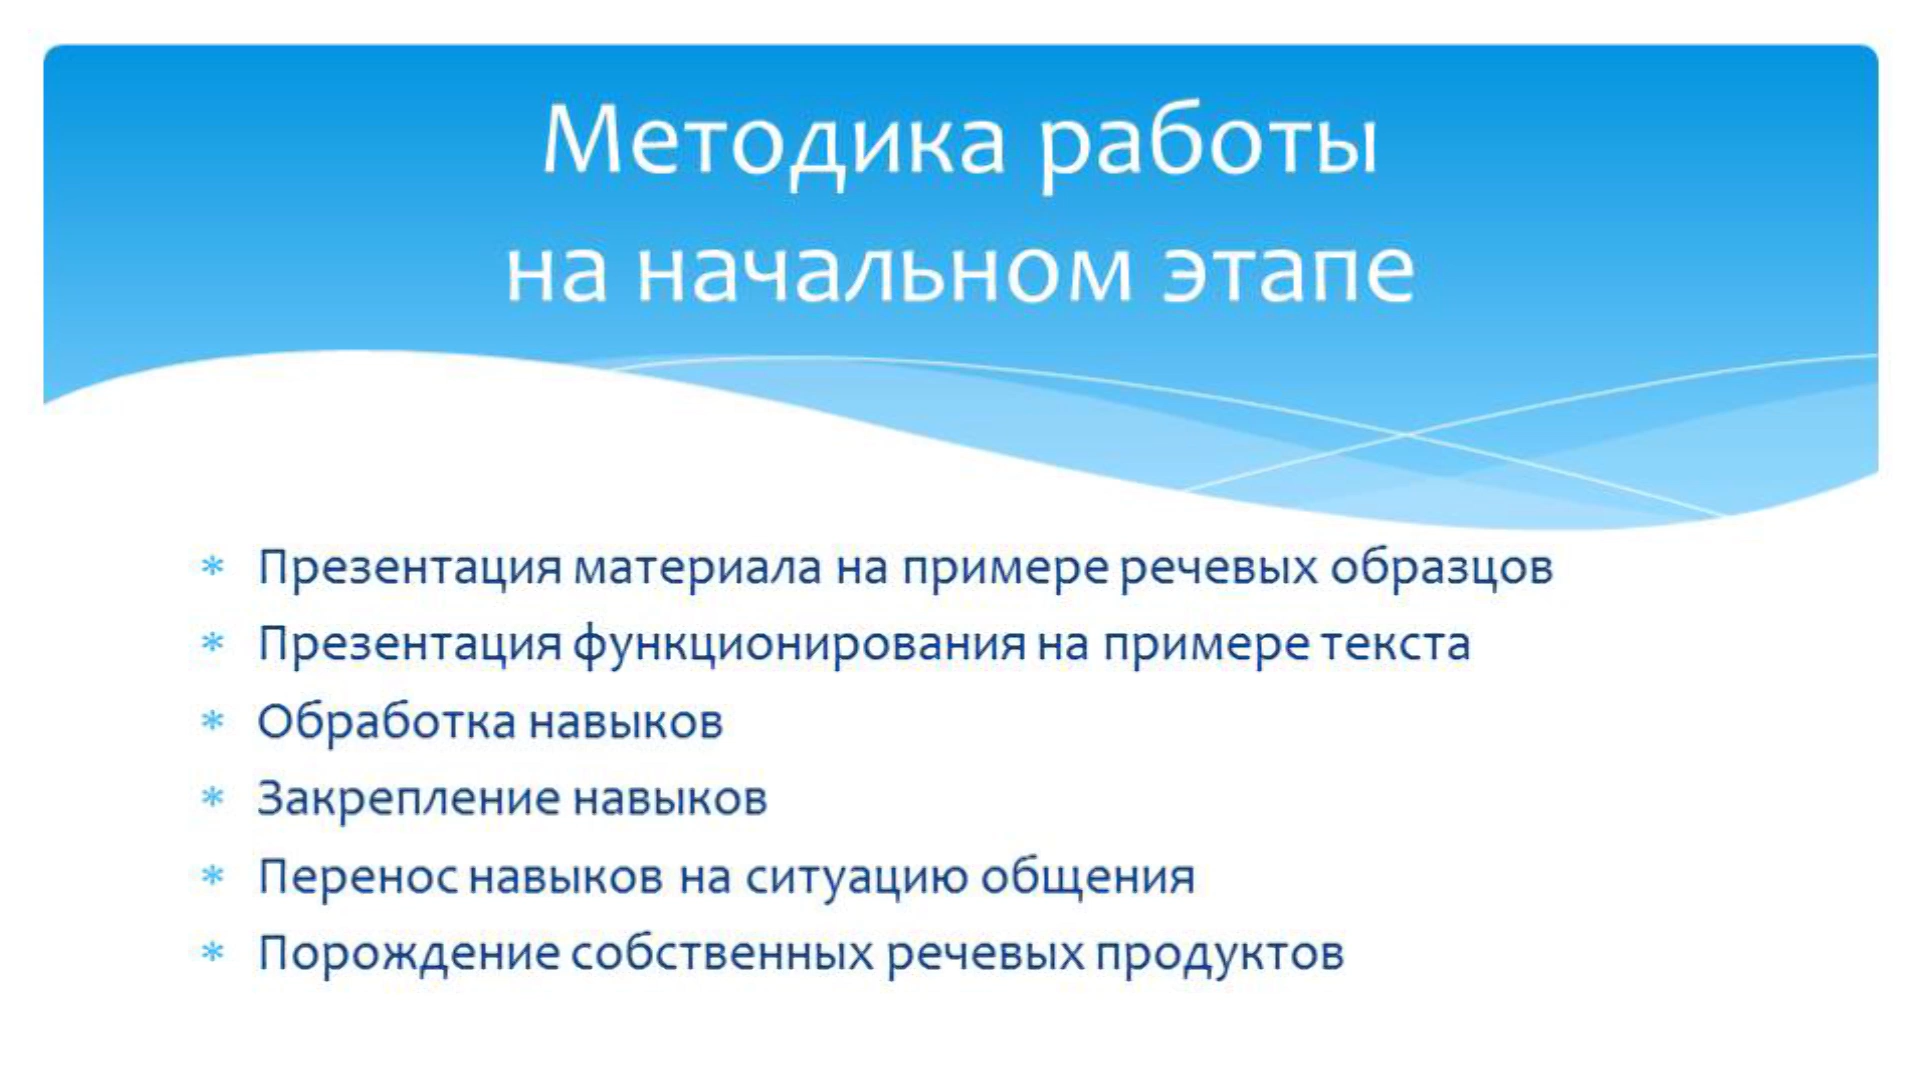 Методика работы
на начальном этапе
* Презентация материала на примере речевых образцов
* Презентация функционирования на примере текста
* Обработка навыков
* Закрепление навыков
* Перенос навыков на ситуацию общения
* Порождение собственных речевых продуктов